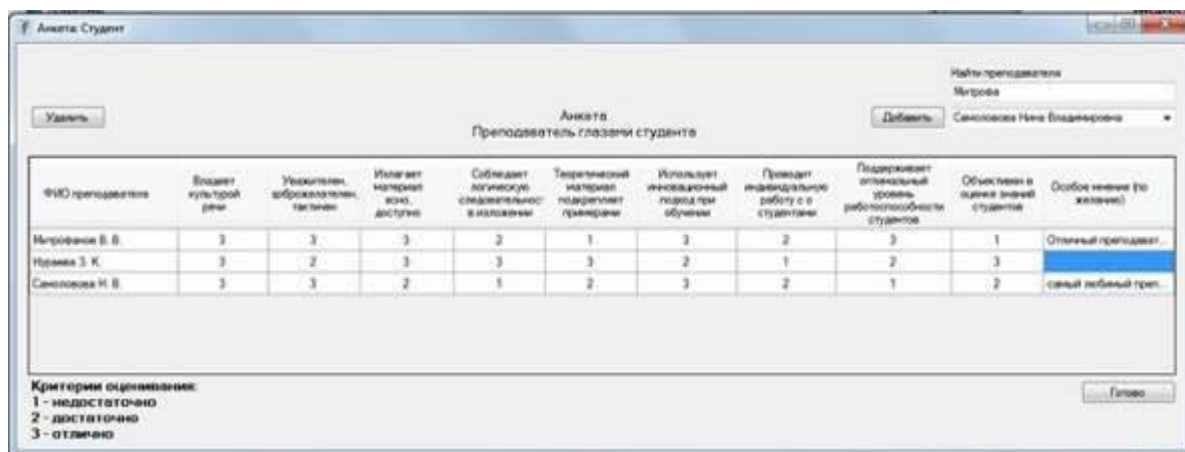 Анкета: Студент
Найти преподавателя
Удалить
Анкета
Преподаватель глазами студента
Добавить
Самоловова Нина Владимировна
ФИО преподавателя
Владеет культурой речи
Уважителен, доброжелателен, тактичен
Излагает материал ясно, доступно
Соблюдает логическую следовательнос в изложении
Теоретический материал подкрепляет примерами
Использует инновационный подход при обучении
Проводит индивидуальную работу с о студентами
Поддерживает оптимальный уровень работоспособности студентов
Объективен в оценке знаний студентов
Особое мнение (по желанию)
Митрофанов В. В. 3 3 3 2 1 3 2 3 1 Отличный преподават...
З. К. 3 2 3 3 3 2 1 2 3
Самоловова Н. В. 3 3 2 1 2 3 2 1 2 самый любимый преп...
Критерии оценивания:
1 - недостаточно
2 - достаточно
3 - отлично
Готово